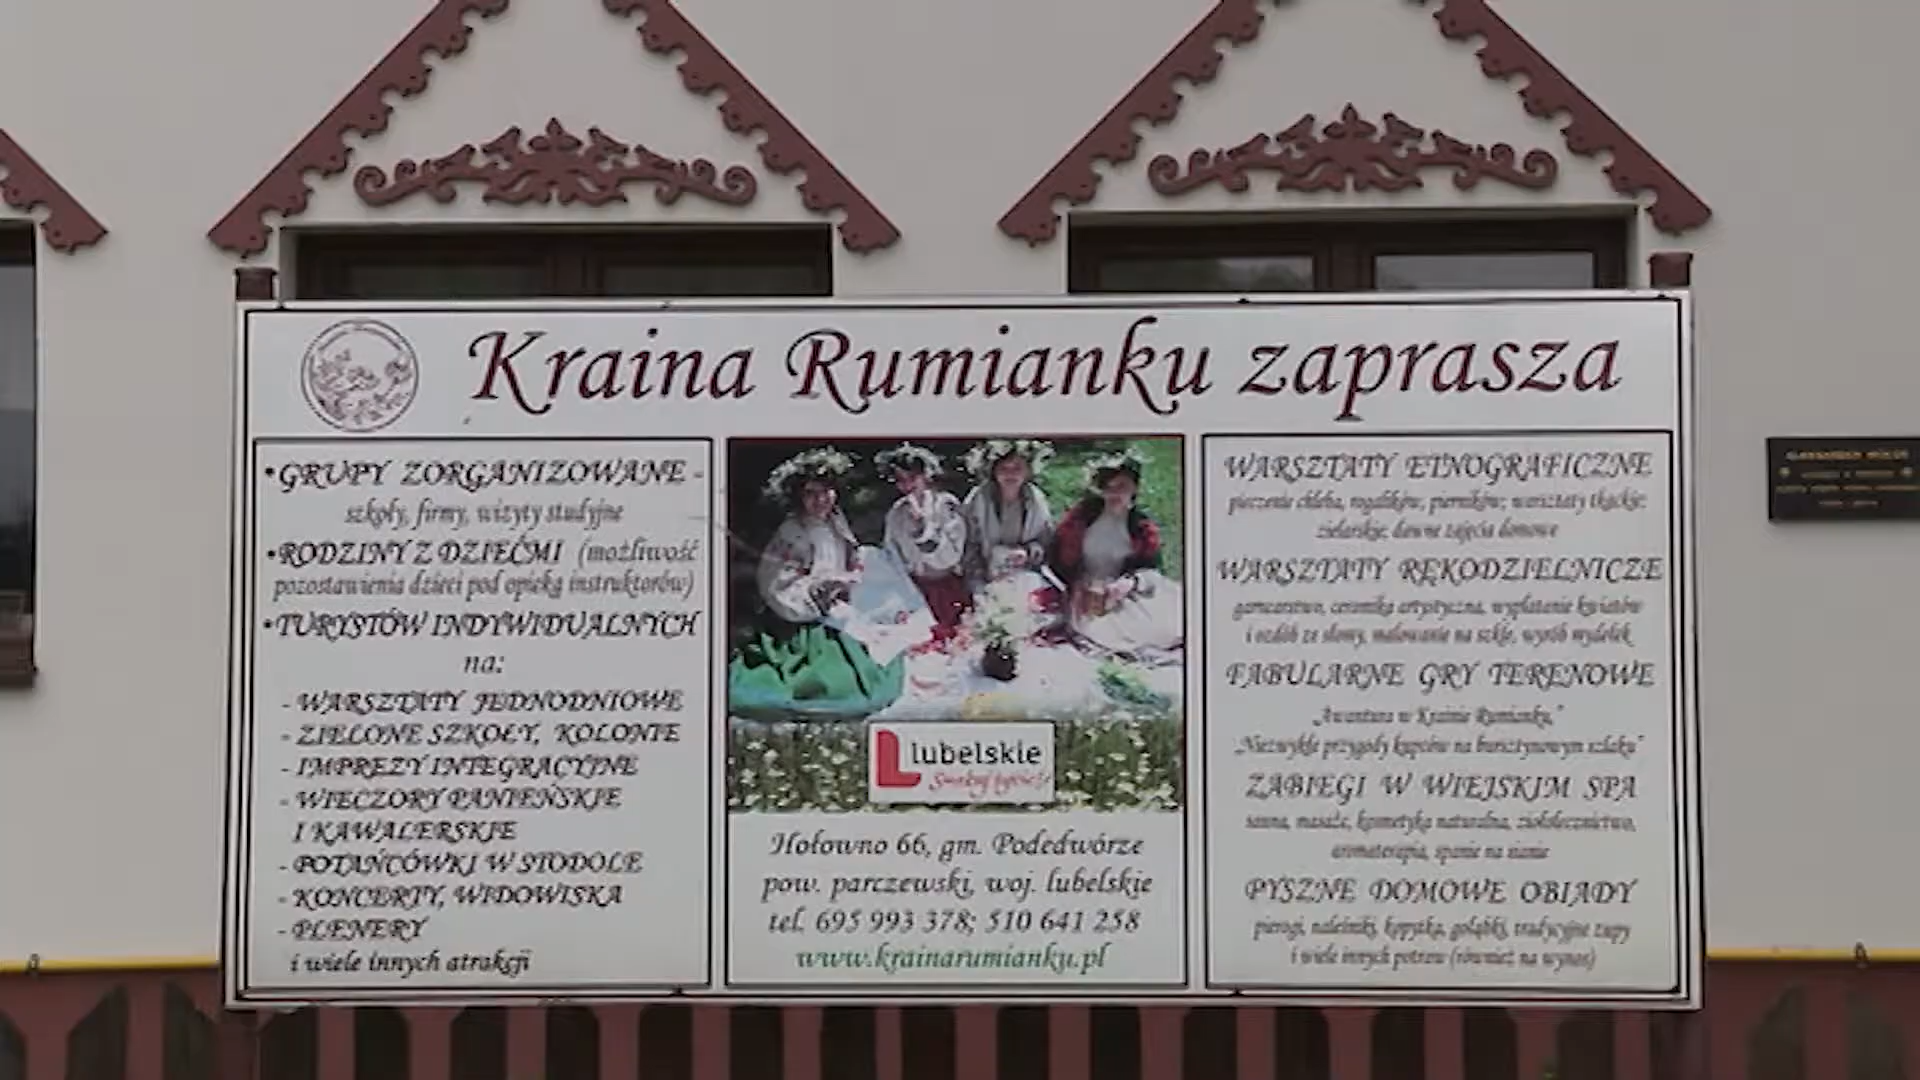 Kraina Rumianku zaprasza
•GRUPY ZORGANIZOWANE -
szkoły, firmy, wizyty studyjne
•RODZINY Z DZIEĆMI (możliwość
pozostawienia dzieci pod opieką instruktorów)
•TURYSTÓW INDYWIDUALNYCH
na:
- WARSZTATY JEDNODNIOWE
- ZIELONE SZKOŁY, KOLONIE
- IMPREZY INTEGRACYJNE
- WIECZORY PANIEŃSKIE
I KAWALERSKIE
- POTAŃCÓWKI W STODOLE
- KONCERTY, WIDOWISKA
- PLENERY
i wiele innych atrakcji
lubelskie
Smakuj życie!
Hołowno 66, gm. Podedwórze
pow. parczewski, woj. lubelskie
tel. 695 993 378; 510 641 258
www.krainarumianku.pl
WARSZTATY ETNOGRAFICZNE
pieczenie chleba, rogalików, pierników; warsztaty tkackie;
zielarskie, dawne zajęcia domowe
WARSZTATY RĘKODZIELNICZE
garncarstwo, ceramika artystyczna, wyplatanie kwiatów
i ozdób ze słomy, malowanie na szkle, wyrób mydełek
FABULARNE GRY TERENOWE
„Awantura w Krainie Rumianku,”
„Niezwykłe przygody kupców na bursztynowym szlaku”
ZABIEGI W WIEJSKIM SPA
sauna, masaże, kosmetyka naturalna, ziołolecznictwo,
aromaterapia, spanie na sianie
PYSZNE DOMOWE OBIADY
pierogi, naleśniki, kopytka, gołąbki, tradycyjne zupy
i wiele innych potraw (również na wynos)